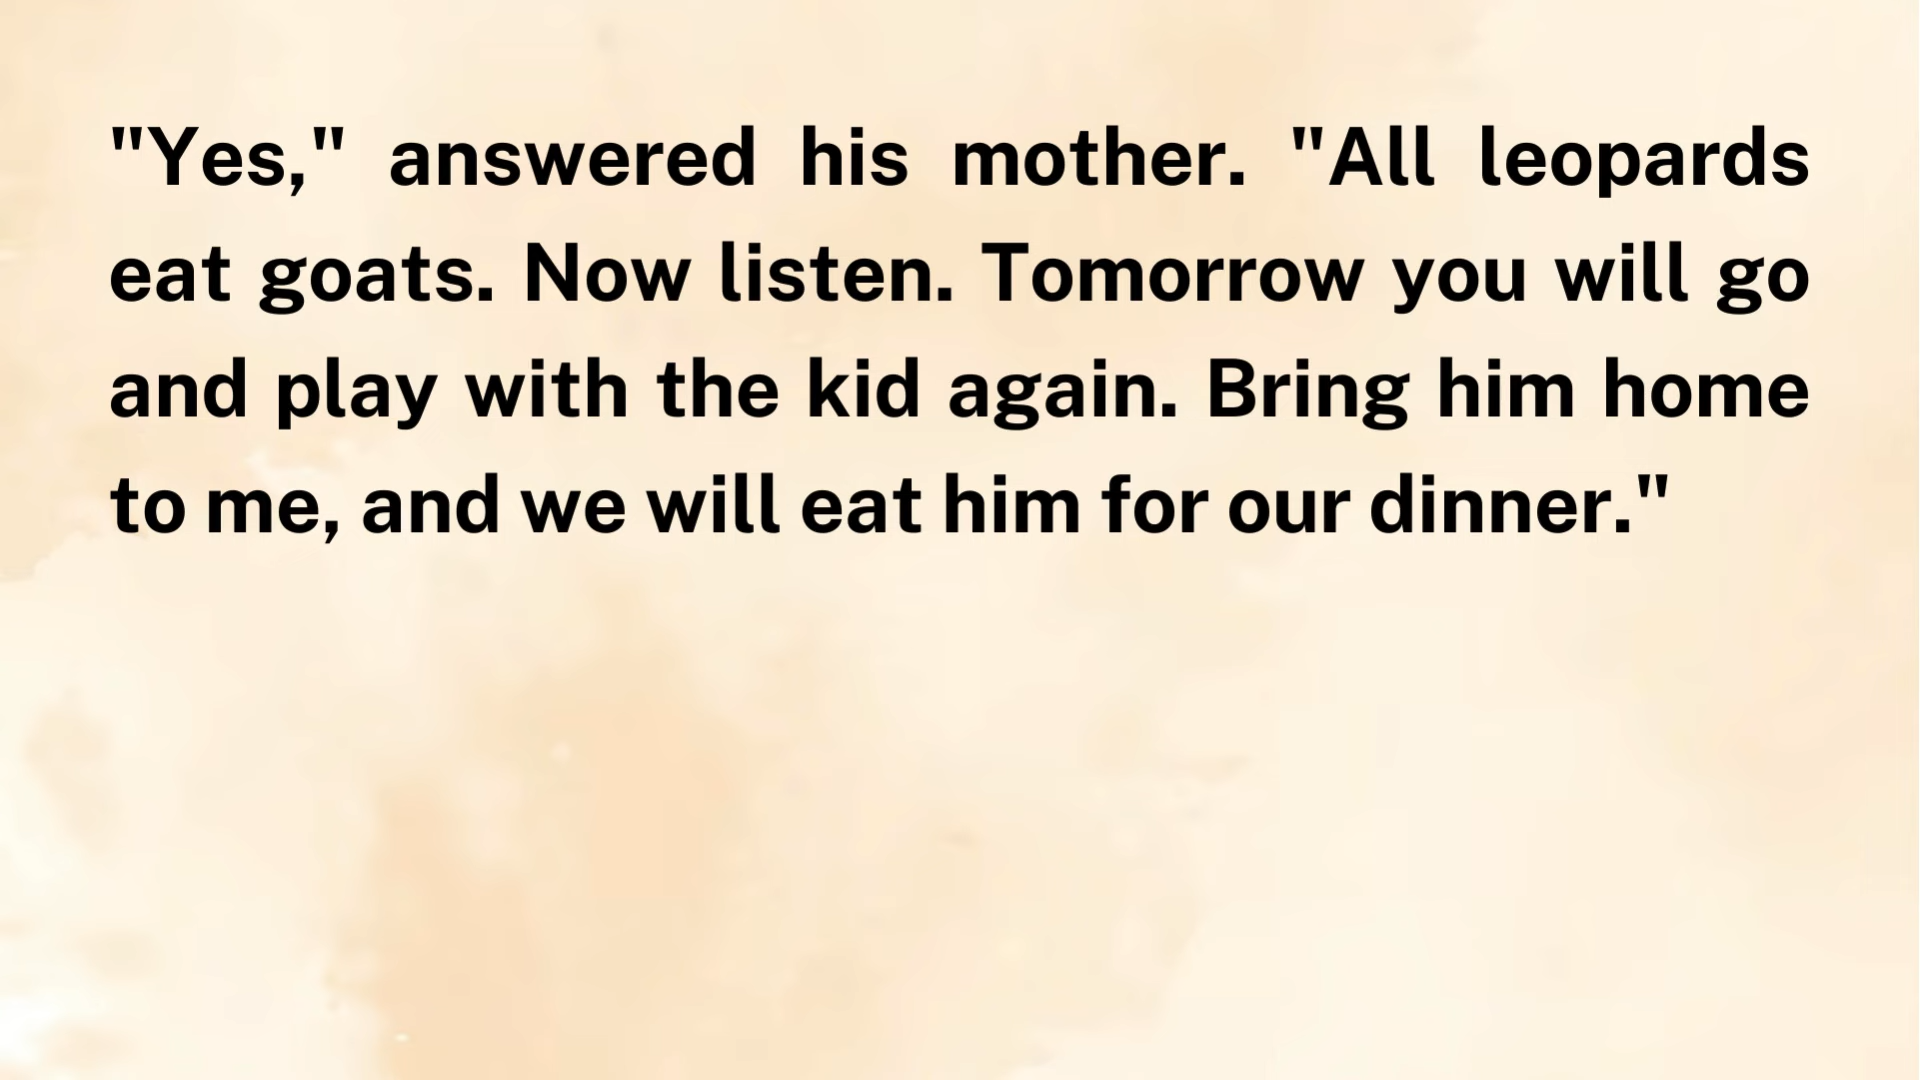 "Yes," answered his mother. "All leopards
eat goats. Now listen. Tomorrow you will go
and play with the kid again. Bring him home
to me, and we will eat him for our dinner."